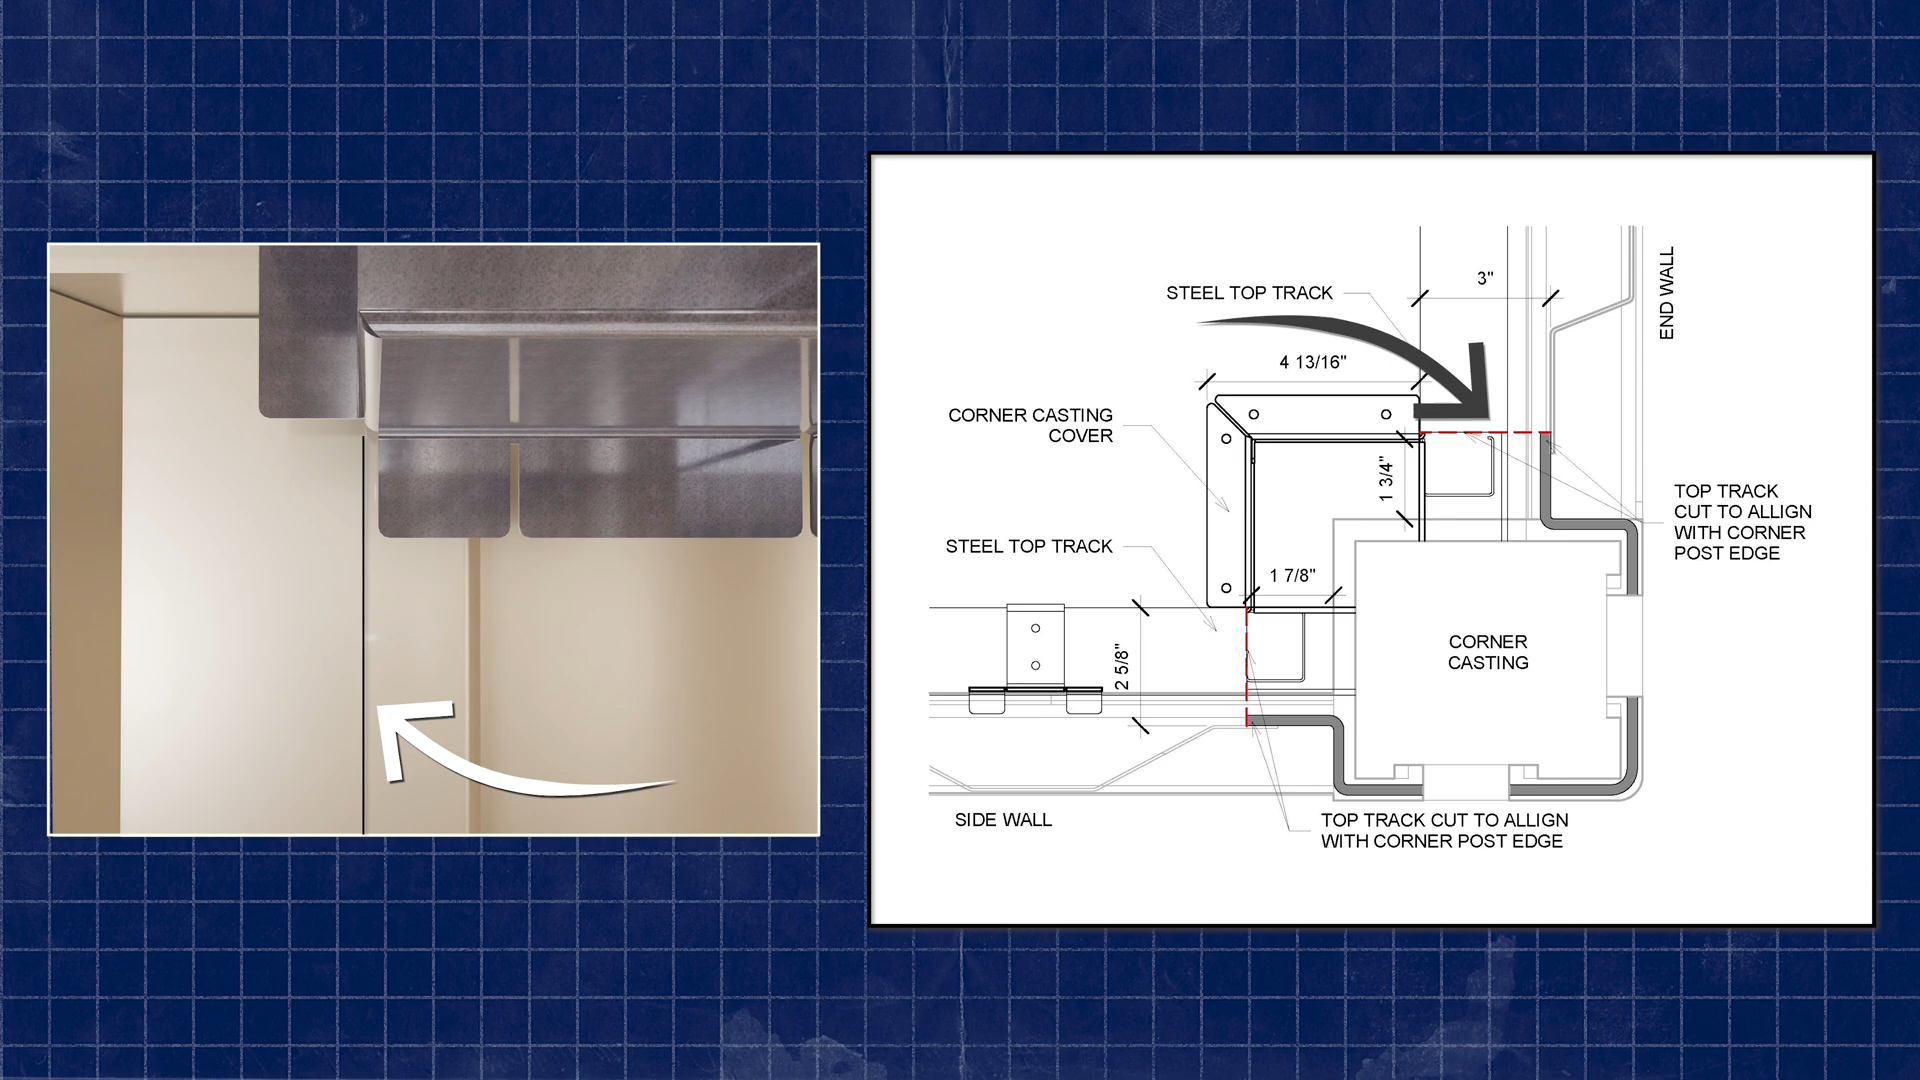 3"
STEEL TOP TRACK
4 13/16"
CORNER CASTING
COVER
END WALL
1 3/4"
TOP TRACK
CUT TO ALLIGN
WITH CORNER
POST EDGE
STEEL TOP TRACK
1 7/8"
2 5/8"
CORNER
CASTING
SIDE WALL
TOP TRACK CUT TO ALLIGN
WITH CORNER POST EDGE